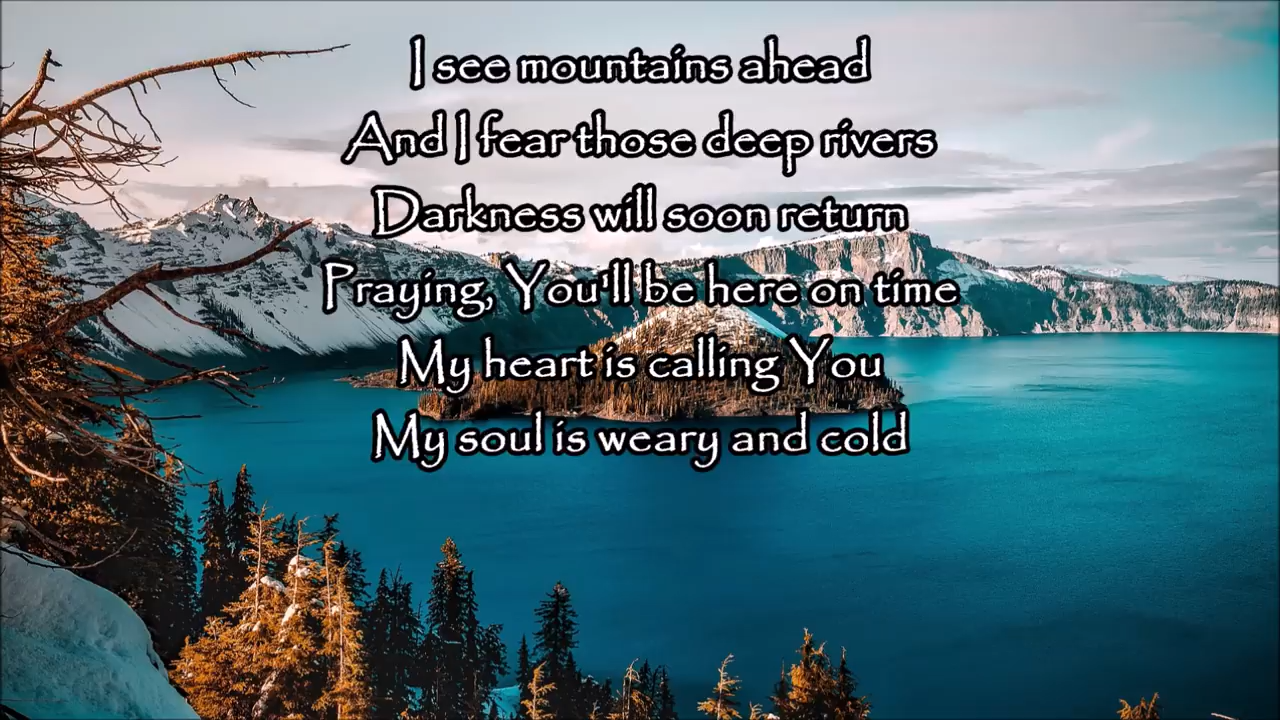 I see mountains ahead
And I fear those deep rivers
Darkness will soon return
Praying, You'll be here on time
My heart is calling You
My soul is weary and cold